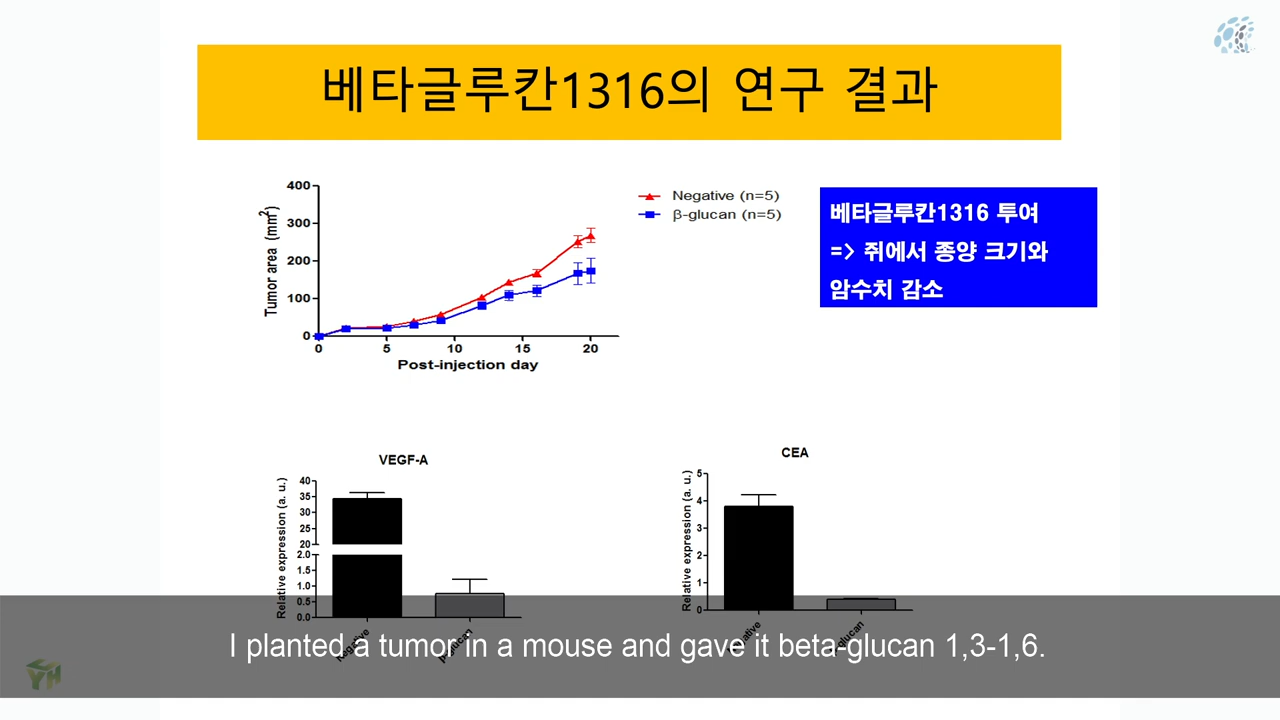 베타글루칸1316의 연구 결과
400
300
200
100
0
Tumor area (mm²)
0 5 10 15 20
Post-injection day
Negative (n=5)
β-glucan (n=5)
베타글루칸1316 투여
=> 쥐에서 종양 크기와
암수치 감소
VEGF-A
Relative expression (a. u.)
40
35
30
25
20
2.0
1.5
1.0
0.5
0.0
negative
β-glucan
CEA
Relative expression (a. u.)
5
4
3
2
1
0
negative
β-glucan
I planted a tumor in a mouse and gave it beta-glucan 1,3-1,6.
YH